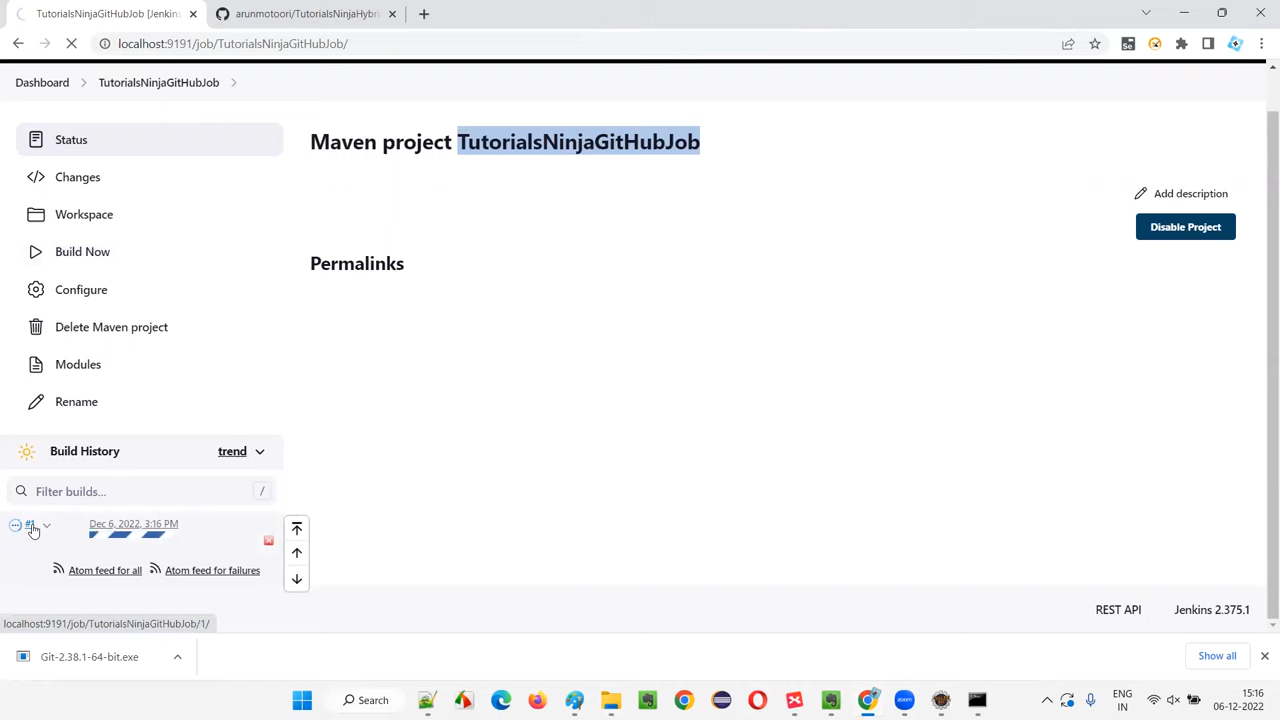 TutorialsNinjaGitHubJob [Jenkins
arunmotoori/TutorialsNinjaHybri
localhost:9191/job/TutorialsNinjaGitHubJob/
Dashboard
TutorialsNinjaGitHubJob
Status
Maven project TutorialsNinjaGitHubJob
Changes
Add description
Workspace
Disable Project
Build Now
Permalinks
Configure
Delete Maven project
Modules
Rename
Build History
trend
Filter builds...
/
#1
Dec 6, 2022, 3:16 PM
Atom feed for all
Atom feed for failures
REST API
Jenkins 2.375.1
localhost:9191/job/TutorialsNinjaGitHubJob/1/
Git-2.38.1-64-bit.exe
Show all
Search
ENG
IN
15:16
06-12-2022